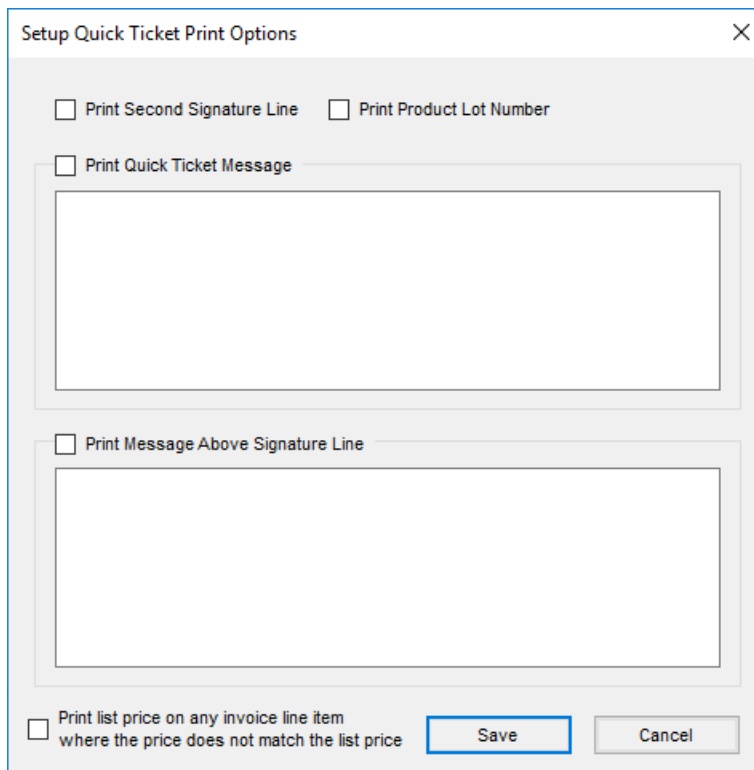 Setup Quick Ticket Print Options
Print Second Signature Line Print Product Lot Number
Print Quick Ticket Message
Print Message Above Signature Line
Print list price on any invoice line item
where the price does not match the list price
Save Cancel